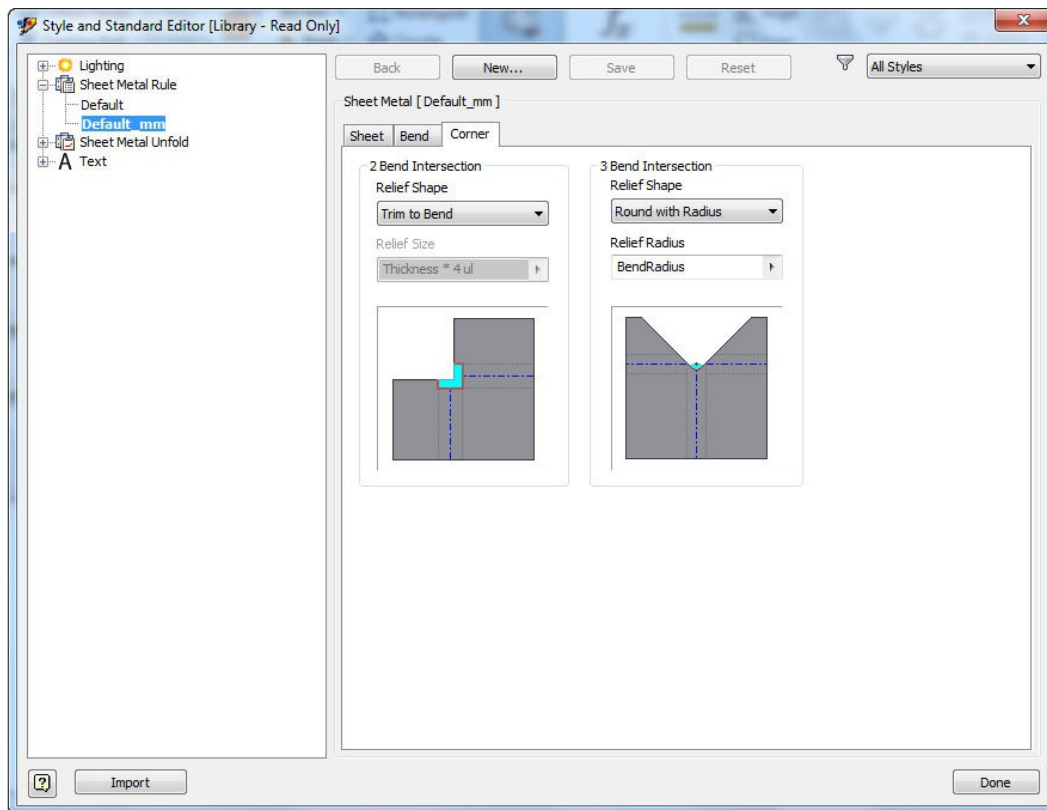 Style and Standard Editor [Library - Read Only]
Lighting
Sheet Metal Rule
Default
Default_mm
Sheet Metal Unfold
A Text
Back New... Save Reset All Styles
Sheet Metal [ Default_mm ]
Sheet Bend Corner
2 Bend Intersection
Relief Shape
Trim to Bend
Relief Size
Thickness * 4 ul
3 Bend Intersection
Relief Shape
Round with Radius
Relief Radius
BendRadius
? Import Done